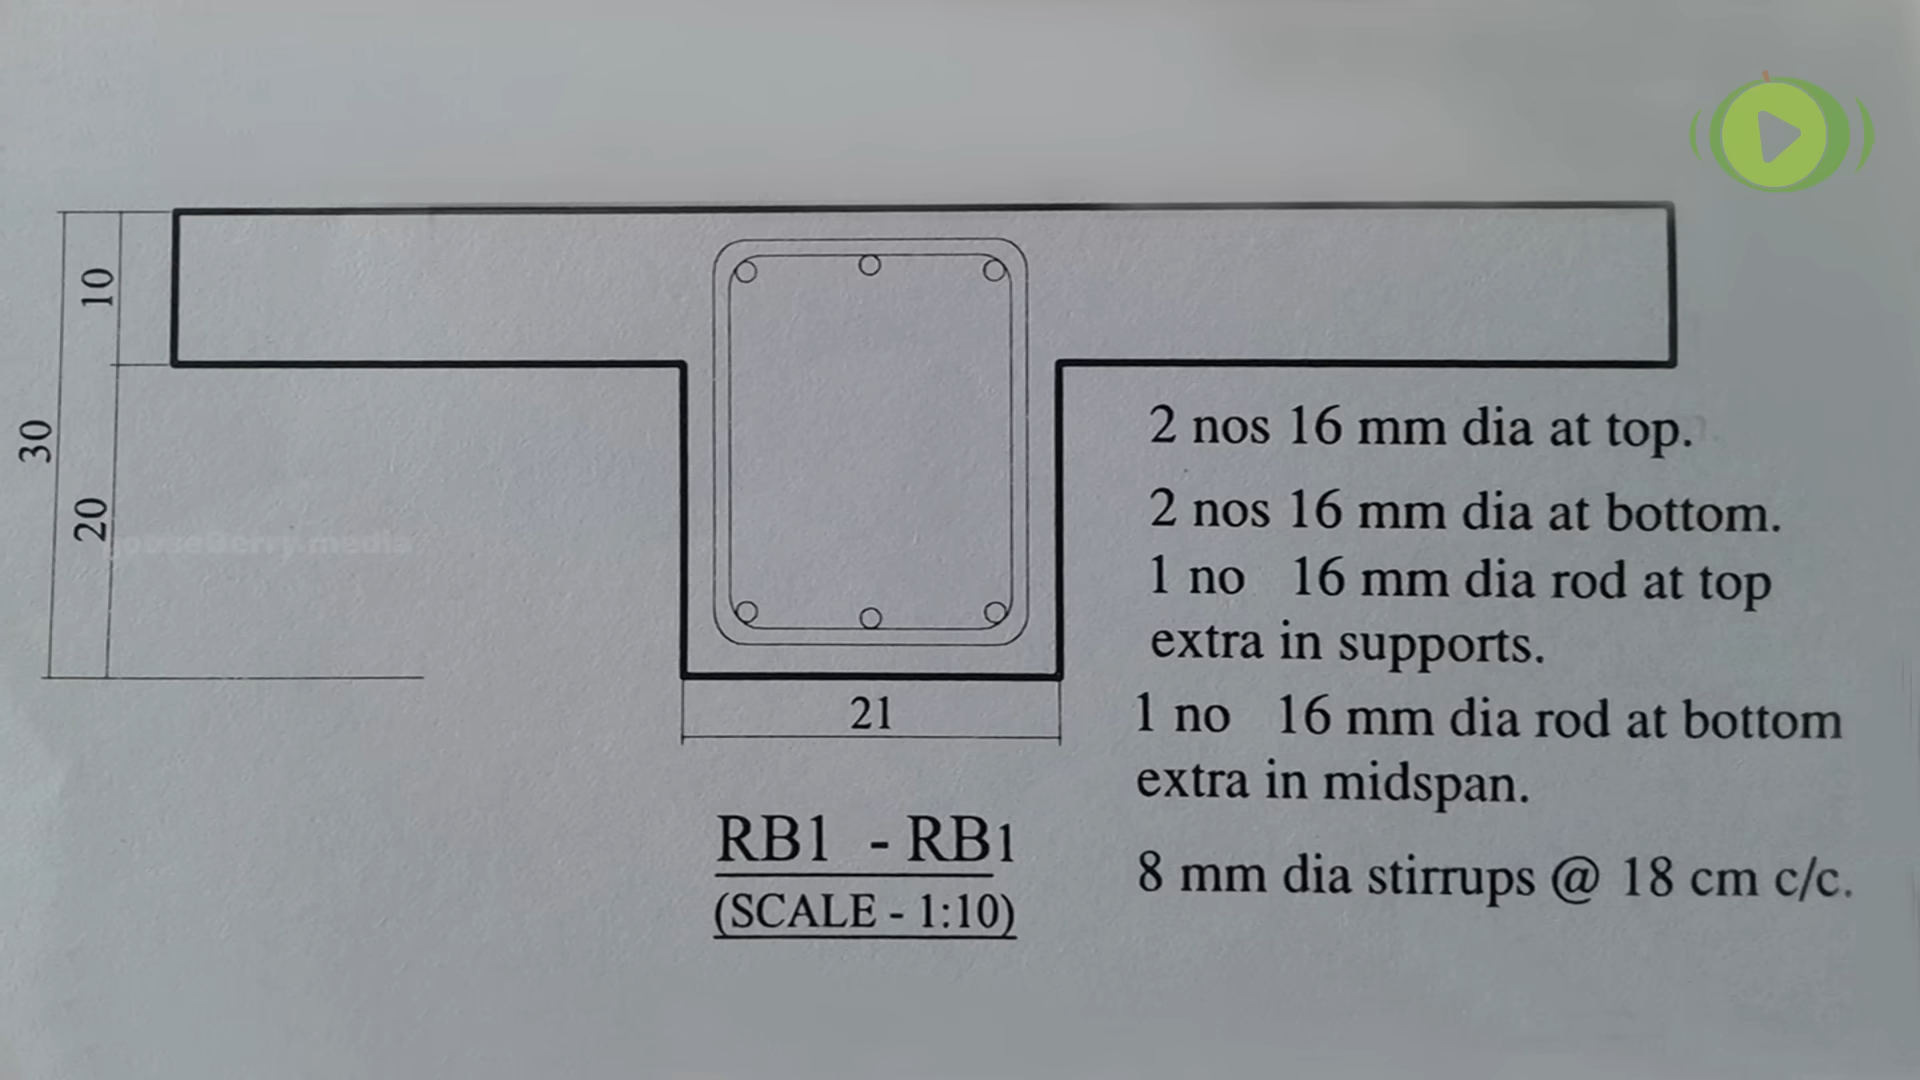 10
30
20
gooseBerry media
2 nos 16 mm dia at top.
2 nos 16 mm dia at bottom.
1 no 16 mm dia rod at top
extra in supports.
1 no 16 mm dia rod at bottom
extra in midspan.
8 mm dia stirrups @ 18 cm c/c.
21
RB1 - RB1
(SCALE - 1:10)